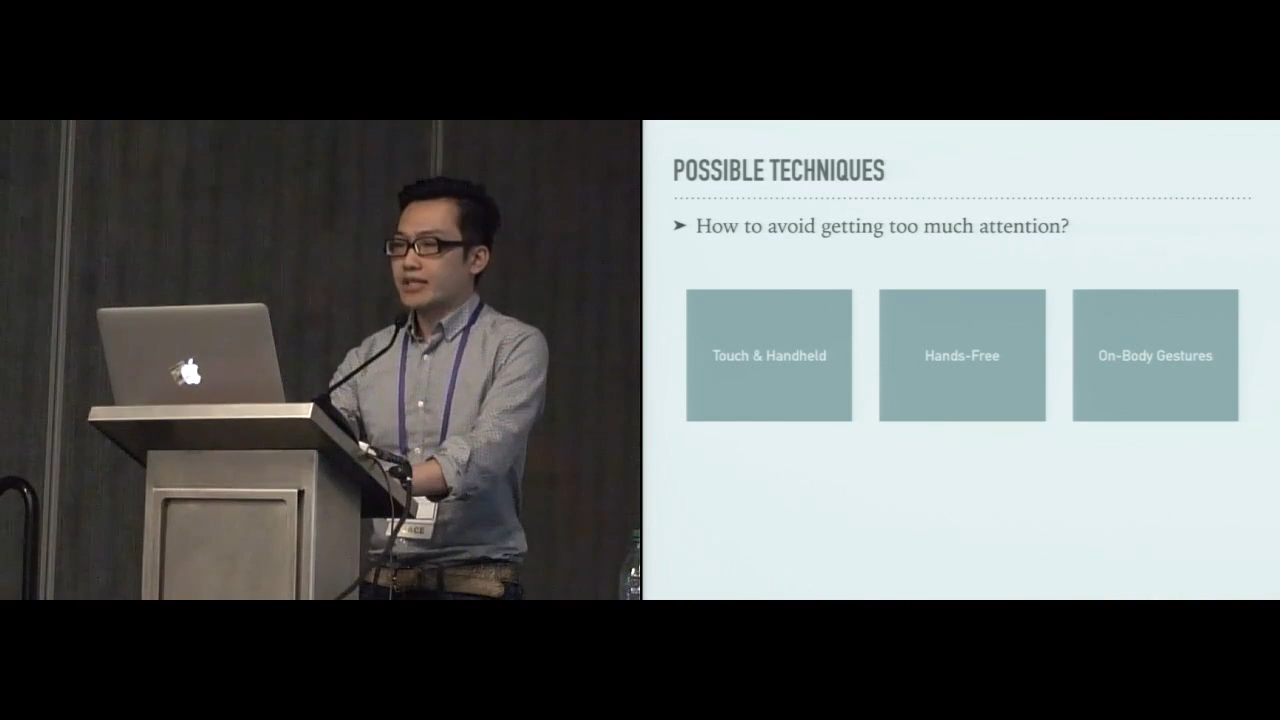 POSSIBLE TECHNIQUES
➤ How to avoid getting too much attention?
Touch & Handheld
Hands-Free
On-Body Gestures